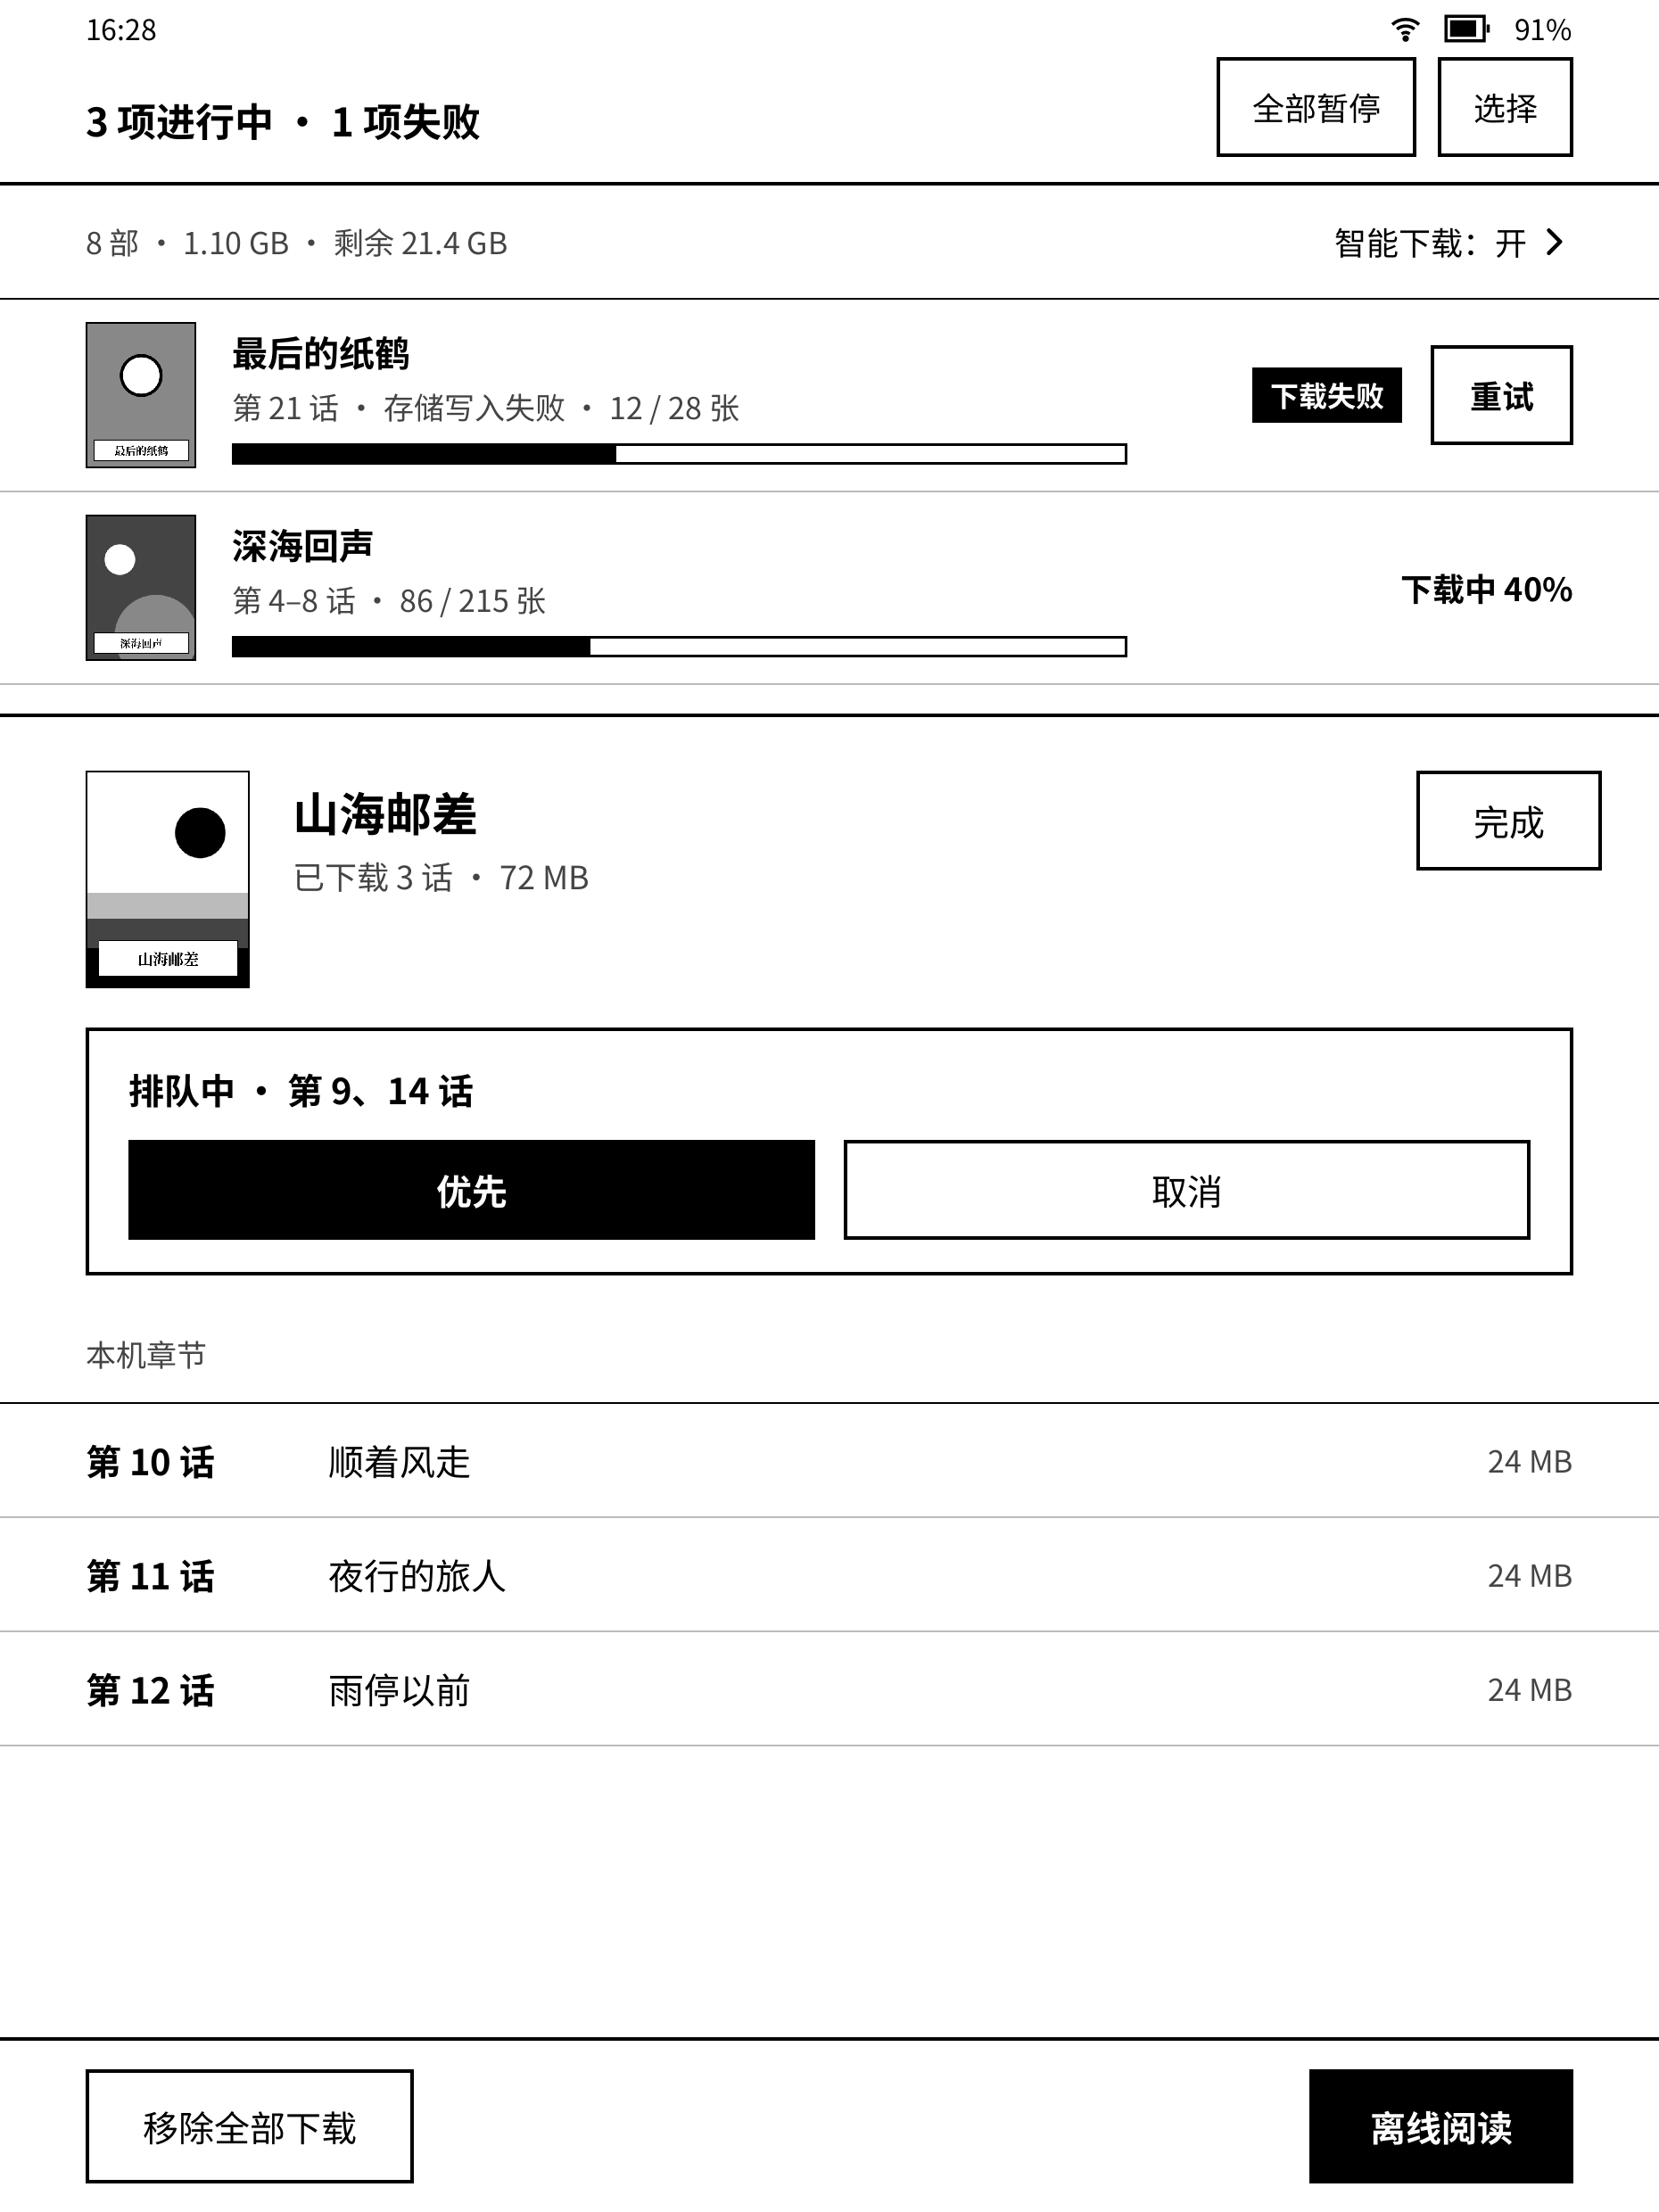 16:28
91%
3 项进行中 · 1 项失败
全部暂停
选择
8 部 · 1.10 GB · 剩余 21.4 GB
智能下载：开
最后的纸鹤
最后的纸鹤
第 21 话 · 存储写入失败 · 12 / 28 张
下载失败
重试
深海回声
深海回声
第 4–8 话 · 86 / 215 张
下载中 40%
山海邮差
山海邮差
已下载 3 话 · 72 MB
完成
排队中 · 第 9、14 话
优先
取消
本机章节
第 10 话 顺着风走 24 MB
第 11 话 夜行的旅人 24 MB
第 12 话 雨停以前 24 MB
移除全部下载
离线阅读